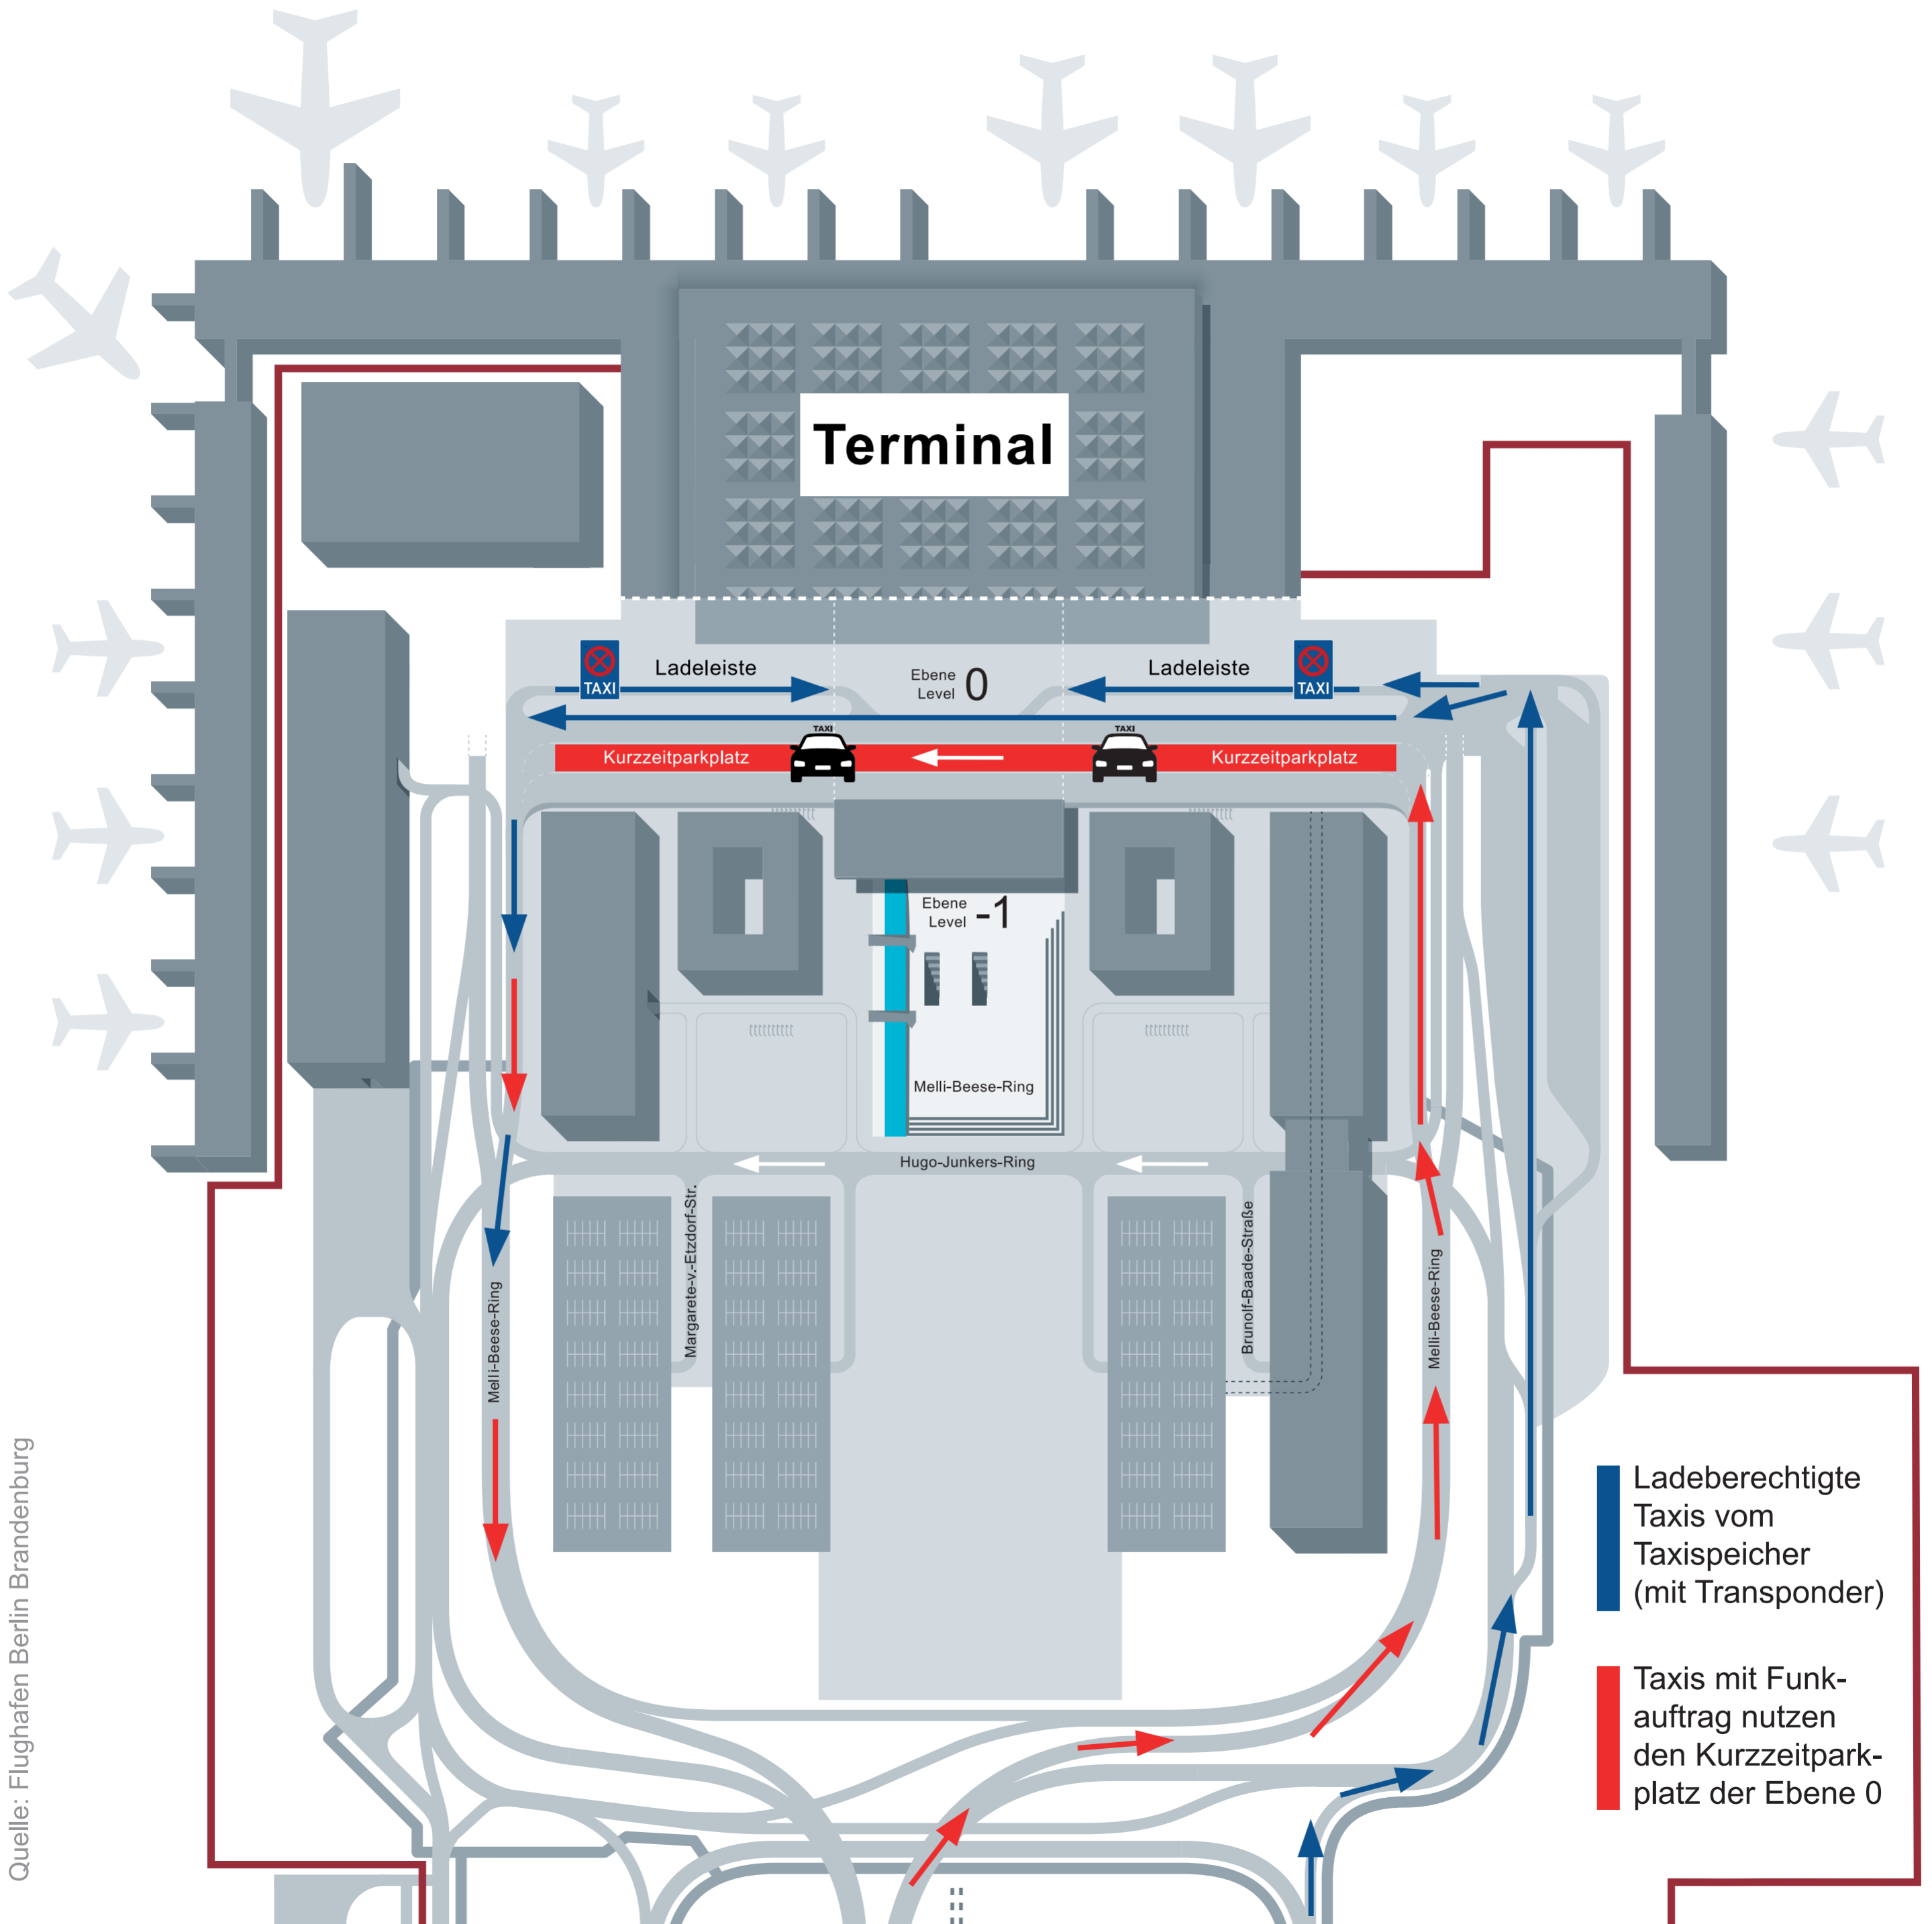 Terminal
Ladeleiste
Ebene
Level 0
Ladeleiste
TAXI
TAXI
TAXI
TAXI
Kurzzeitparkplatz
Kurzzeitparkplatz
Ebene
Level -1
Melli-Beese-Ring
Hugo-Junkers-Ring
Margarete-v.-Etzdorf-Str.
Brunolf-Baade-Straße
Melli-Beese-Ring
Melli-Beese-Ring
Ladeberechtigte
Taxis vom
Taxispeicher
(mit Transponder)
Taxis mit Funk-
auftrag nutzen
den Kurzzeitpark-
platz der Ebene 0
Quelle: Flughafen Berlin Brandenburg